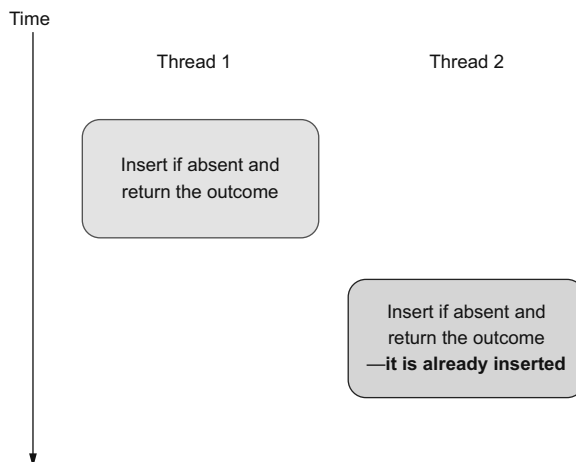 Time
Thread 1
Thread 2
Insert if absent and
return the outcome
Insert if absent and
return the outcome
—it is already inserted